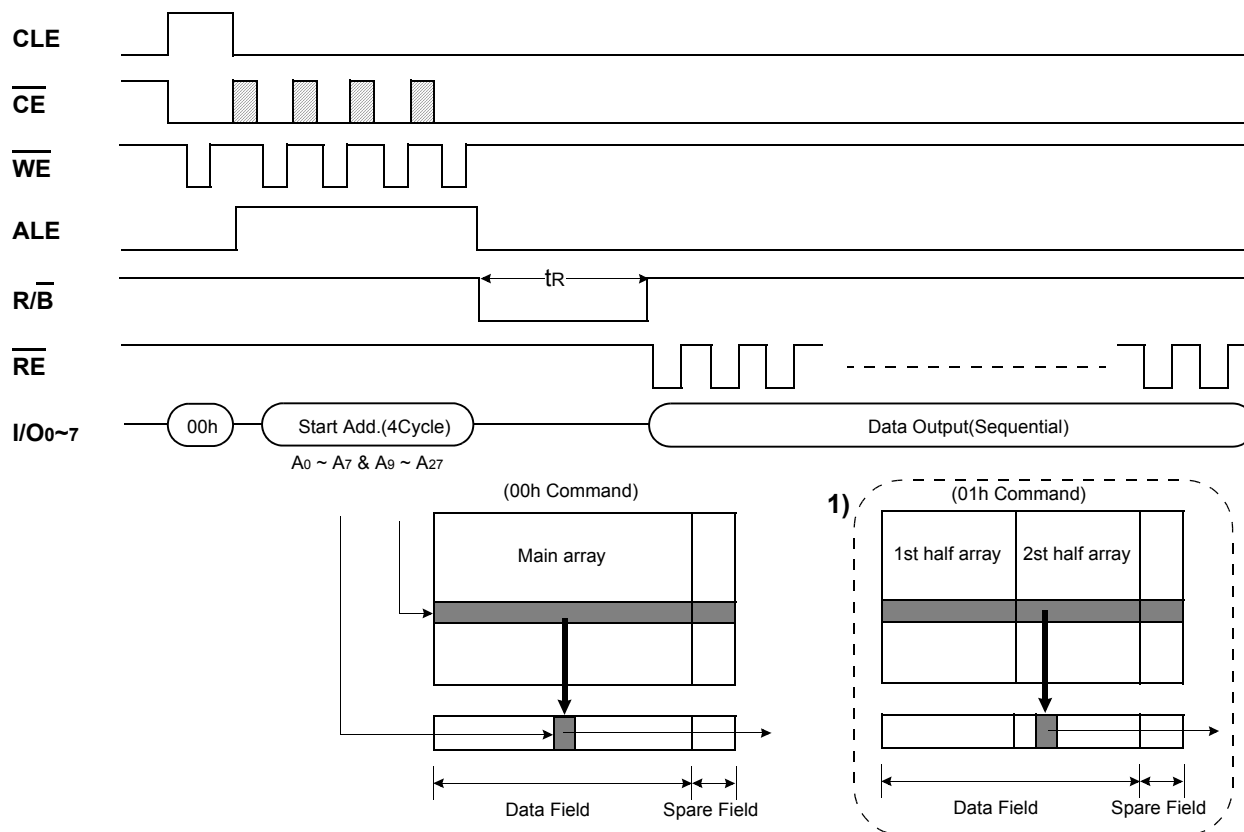 CLE
CE
WE
ALE
R/B
tR
RE
I/O0~7
00h
Start Add.(4Cycle)
Data Output(Sequential)
A0 ~ A7 & A9 ~ A27
(00h Command)
1)
(01h Command)
Main array
1st half array
2st half array
Data Field
Spare Field
Data Field
Spare Field